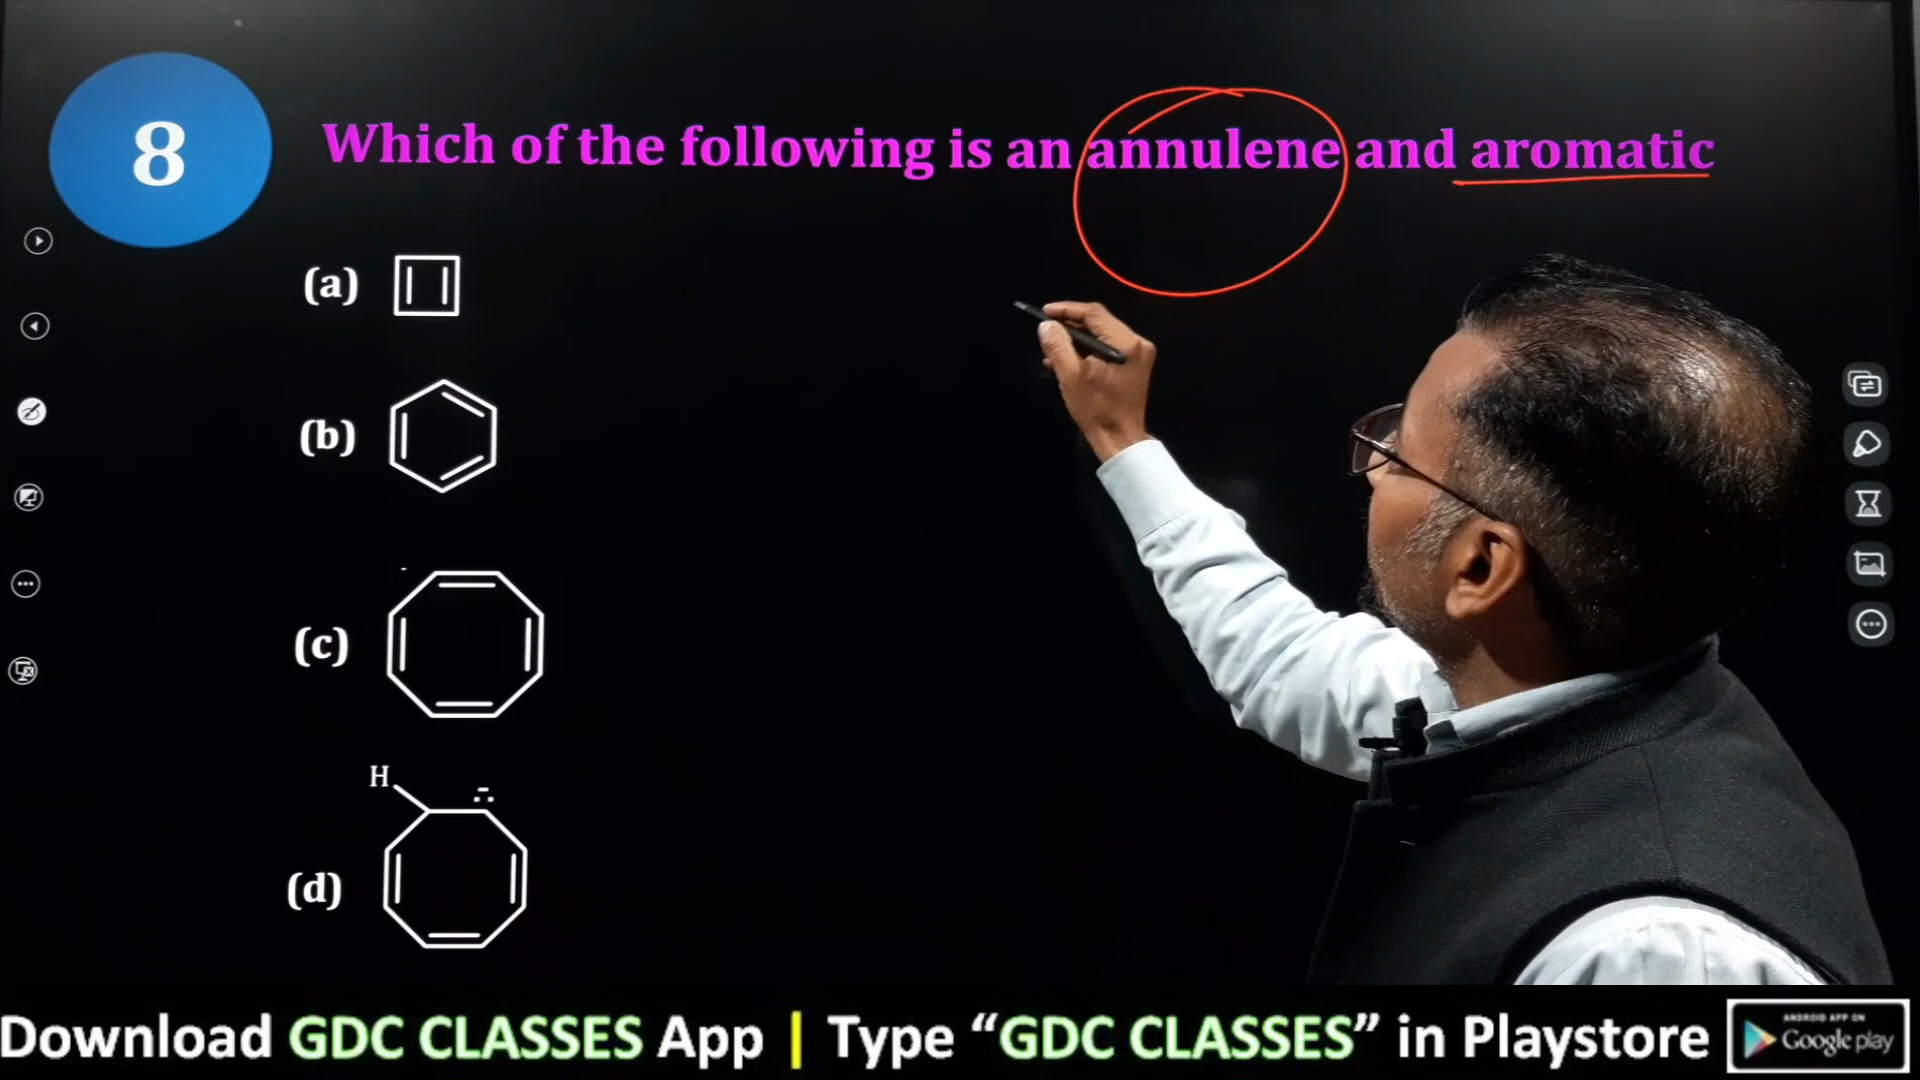 8
Which of the following is an annulene and aromatic
(a)
(b)
(c)
H
(d)
Download GDC CLASSES App | Type “GDC CLASSES” in Playstore
ANDROID APP ON
Google play